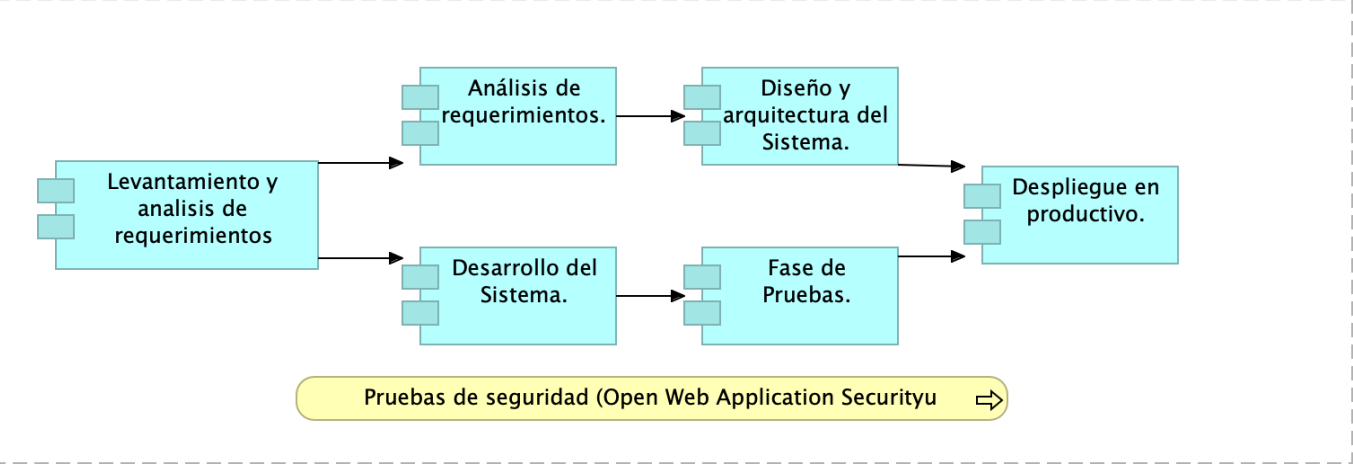 Análisis de
requerimientos.
Diseño y
arquitectura del
Sistema.
Levantamiento y
analisis de
requerimientos
Despliegue en
productivo.
Desarrollo del
Sistema.
Fase de
Pruebas.
Pruebas de seguridad (Open Web Application Securityu